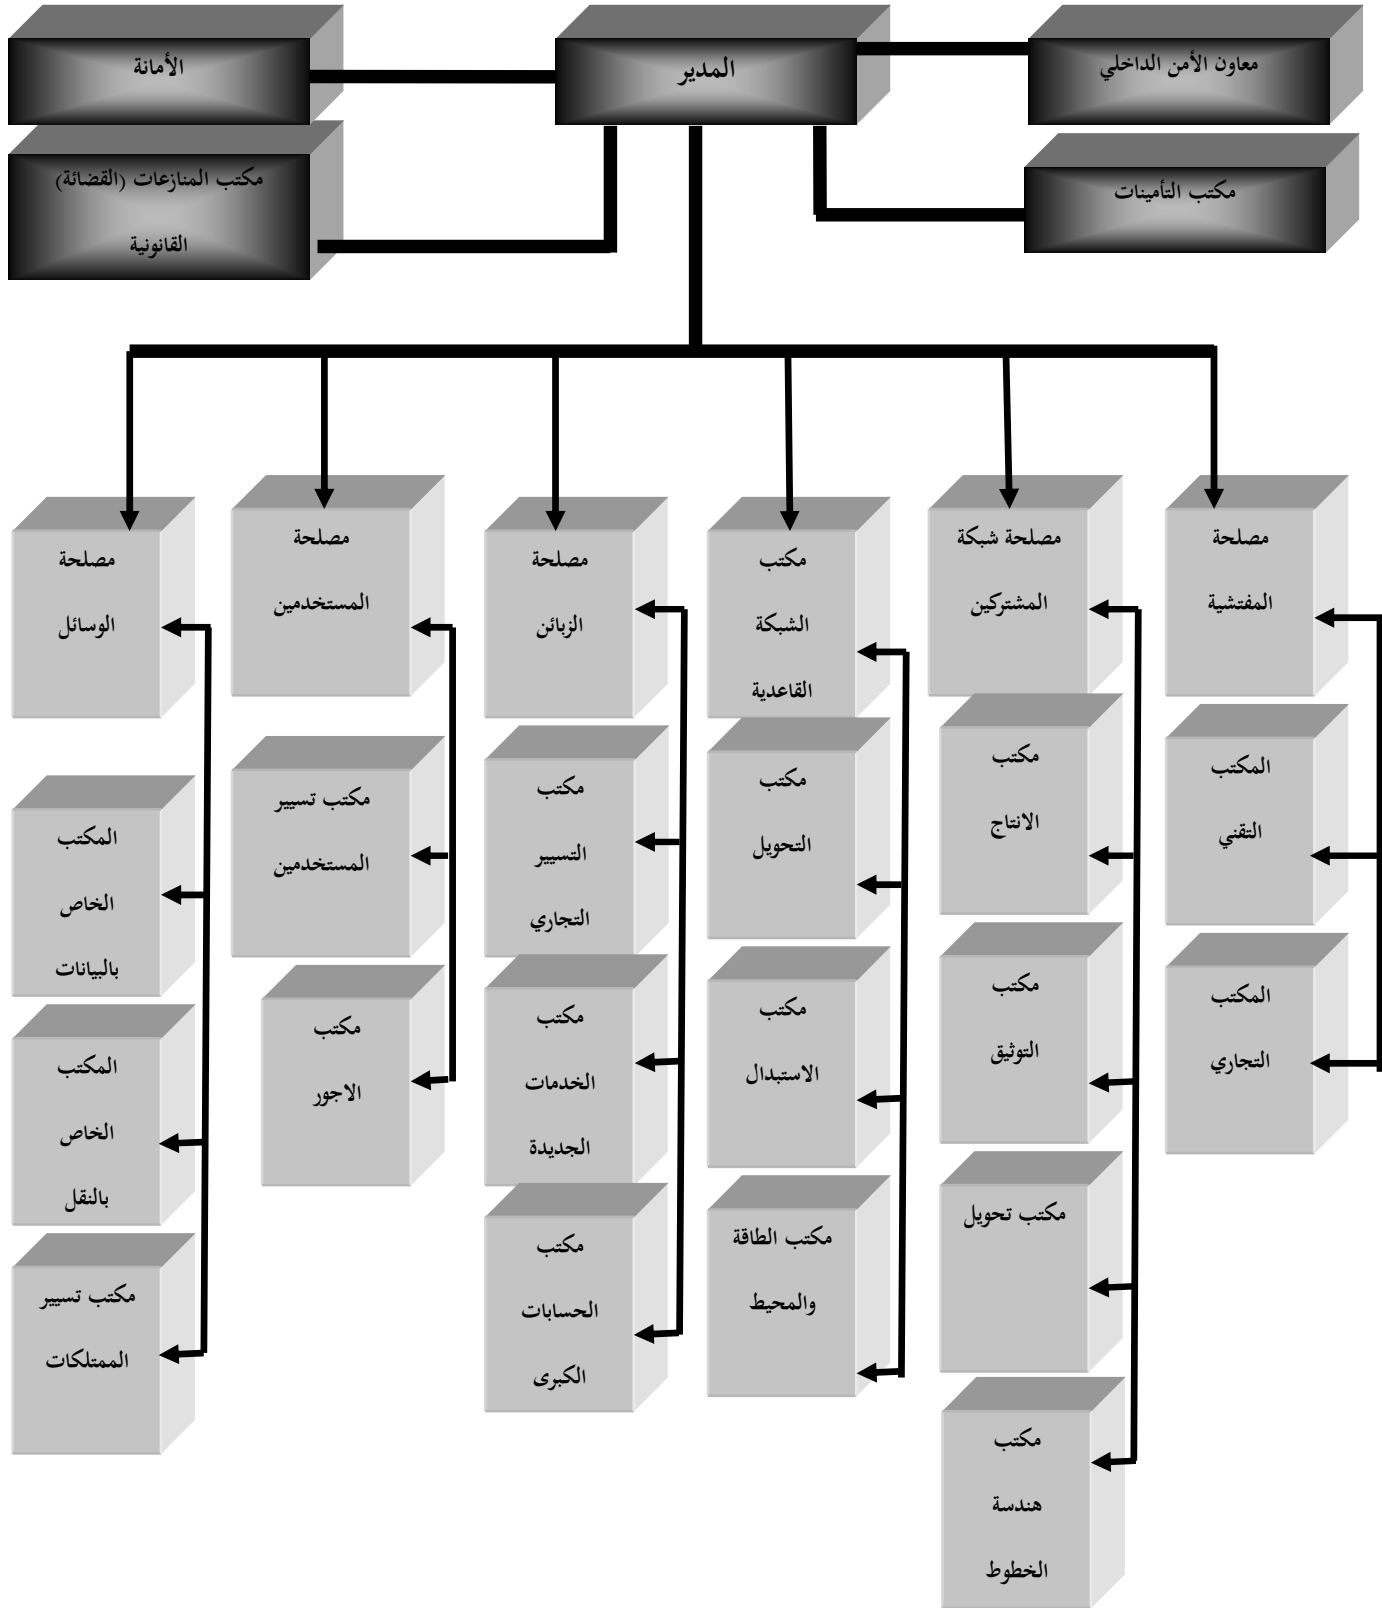 معاون الأمن الداخلي
المدير
الأمانة
مكتب التأمينات
مكتب المنازعات (القضائة)
القانونية
مصلحة
المفتشية
المكتب
التقني
المكتب
التجاري
مصلحة شبكة
المشتركين
مكتب
الانتاج
مكتب
التوثيق
مكتب تحويل
مكتب
هندسة
الخطوط
مكتب
الشبكة
القاعدية
مكتب
التحويل
مكتب
الاستبدال
مكتب الطاقة
والمحيط
مصلحة
الزبائن
مكتب
التسيير
التجاري
مكتب
الخدمات
الجديدة
مكتب
الحسابات
الكبرى
مصلحة
المستخدمين
مكتب تسيير
المستخدمين
مكتب
الاجور
مصلحة
الوسائل
المكتب
الخاص
بالبيانات
المكتب
الخاص
بالنقل
مكتب تسيير
الممتلكات